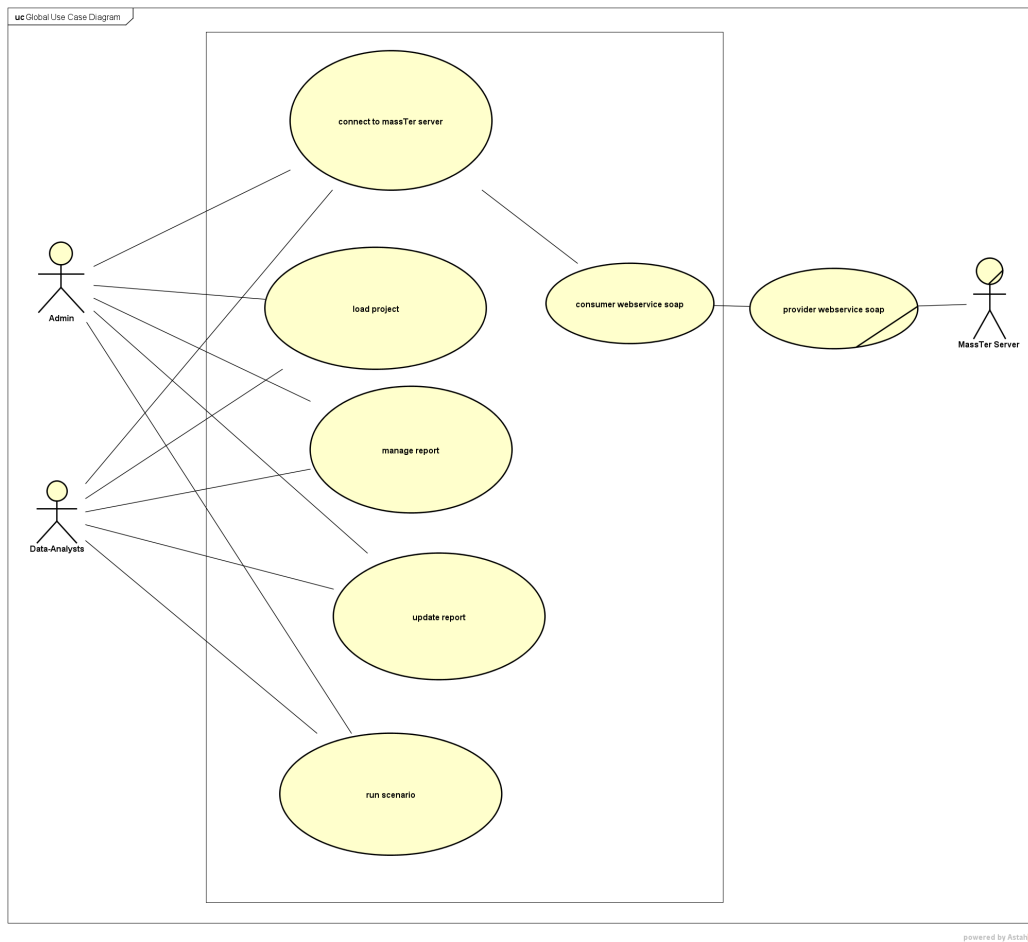 uc Global Use Case Diagram
connect to massTer server
Admin
load project
consumer webservice soap
provider webservice soap
MassTer Server
manage report
Data-Analysts
update report
run scenario
powered by Astah